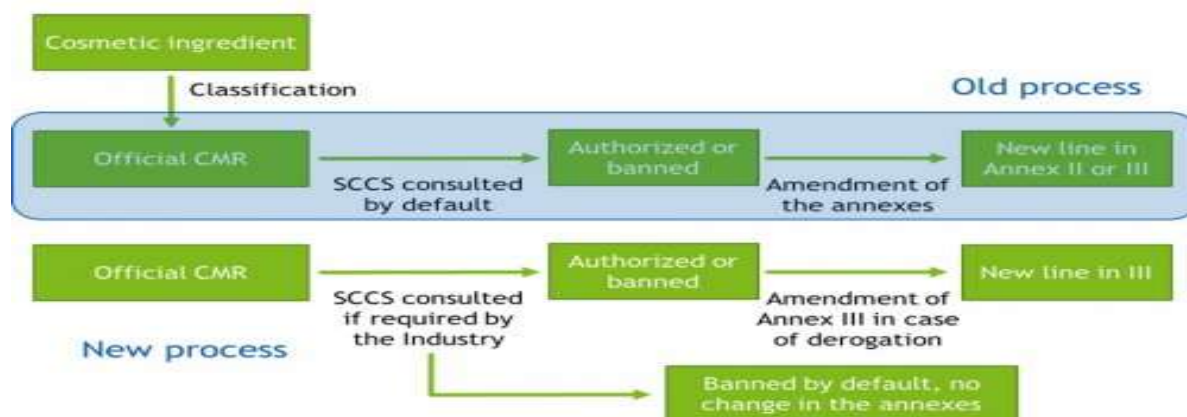 Cosmetic ingredient
Classification
Old process
Official CMR
SCCS consulted
by default
Authorized or
banned
Amendment of
the annexes
New line in
Annex II or III
Official CMR
SCCS consulted
if required by
the Industry
Authorized or
banned
Amendment of
Annex III in case
of derogation
New line in III
New process
Banned by default, no
change in the annexes